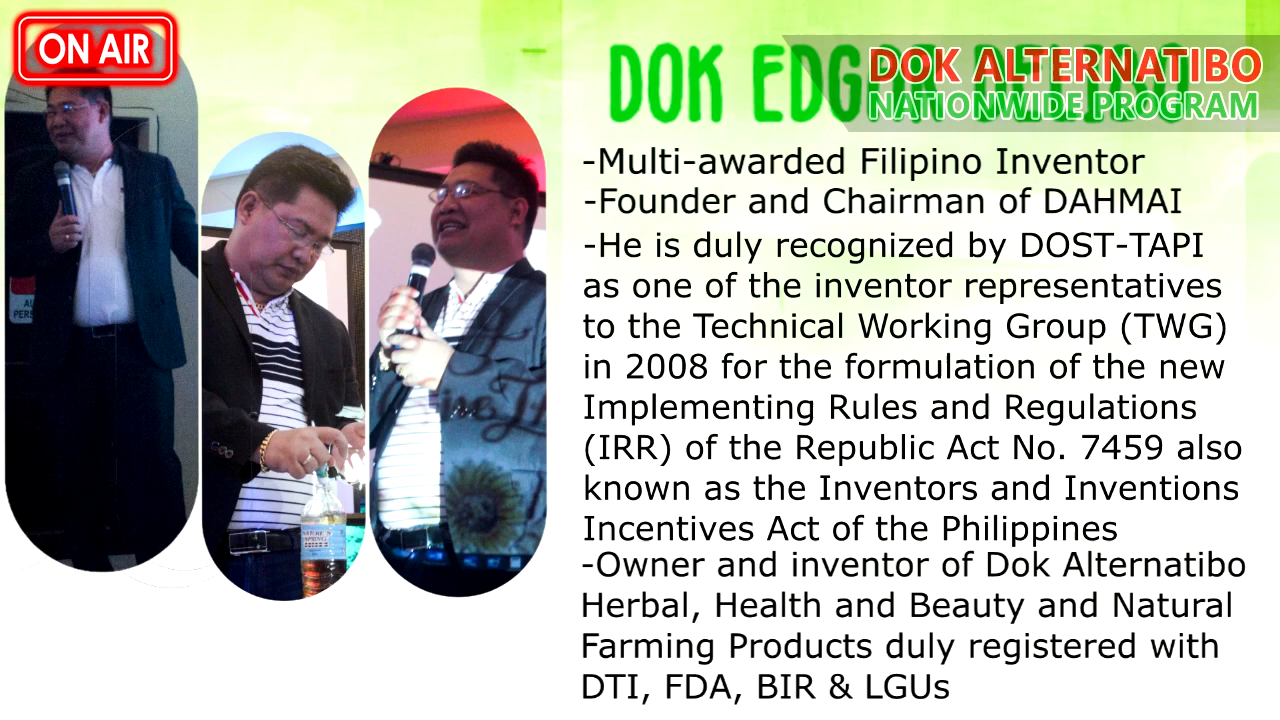 ON AIR
DOK
DOK ALTERNATIBO
NATIONWIDE PROGRAM
-Multi-awarded Filipino Inventor
-Founder and Chairman of DAHMAI
-He is duly recognized by DOST-TAPI
as one of the inventor representatives
to the Technical Working Group (TWG)
in 2008 for the formulation of the new
Implementing Rules and Regulations
(IRR) of the Republic Act No. 7459 also
known as the Inventors and Inventions
Incentives Act of the Philippines
-Owner and inventor of Dok Alternatibo
Herbal, Health and Beauty and Natural
Farming Products duly registered with
DTI, FDA, BIR & LGUs